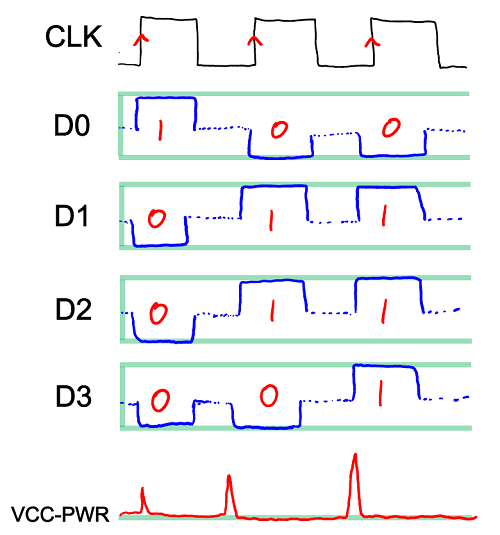 CLK
D0 1 0 0
D1 0 1 1
D2 0 1 1
D3 0 0 1
VCC-PWR